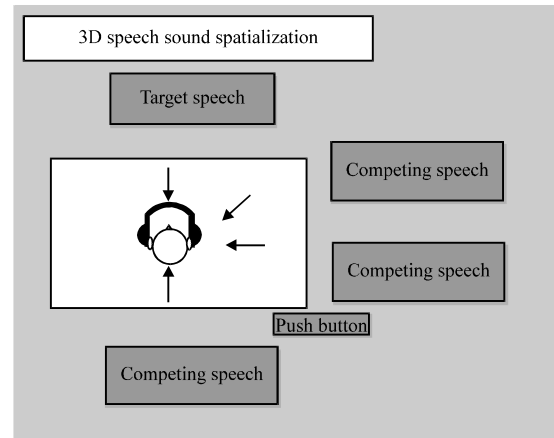 3D speech sound spatialization
Target speech
Competing speech
Competing speech
Push button
Competing speech